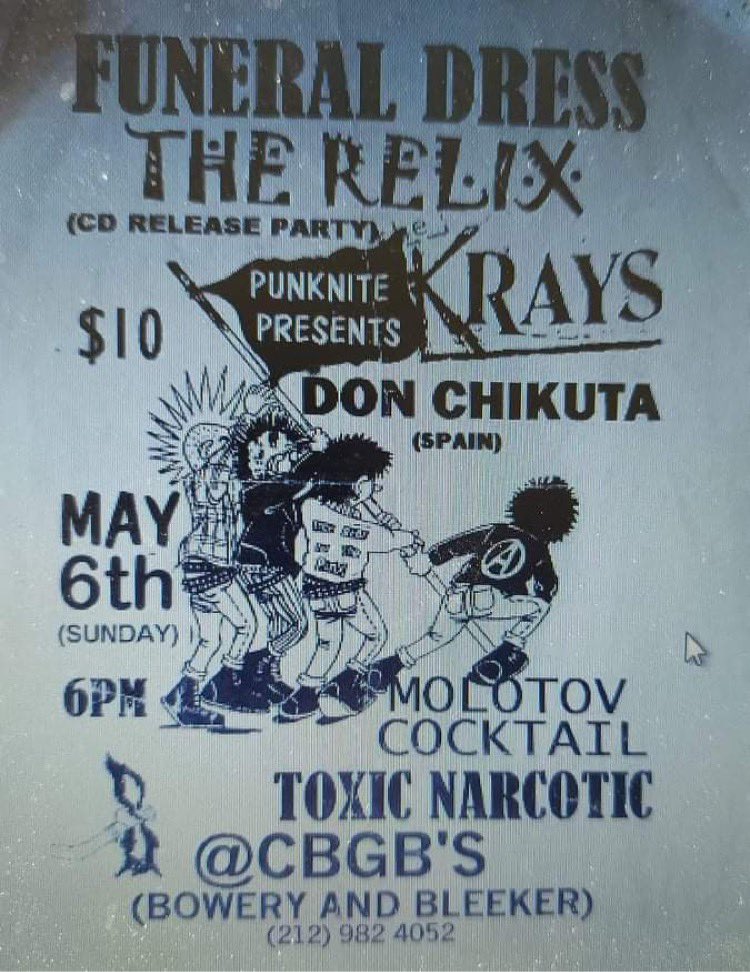 FUNERAL DRESS
THE RELIX
(CD RELEASE PARTY)
The
KRAYS
PUNKNITE
PRESENTS
$10
DON CHIKUTA
(SPAIN)
MAY
6th
(SUNDAY)
6PM
MOLOTOV
COCKTAIL
TOXIC NARCOTIC
@CBGB'S
(BOWERY AND BLEEKER)
(212) 982 4052